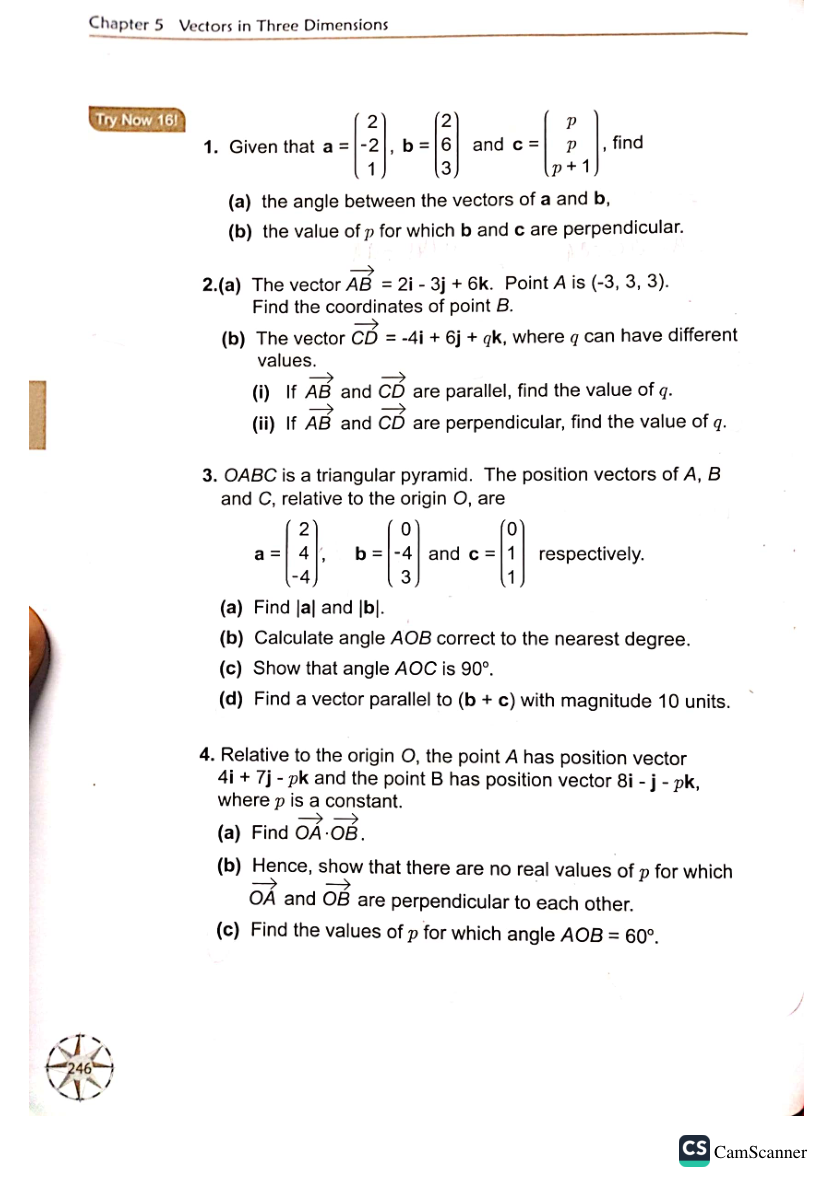 Chapter 5 Vectors in Three Dimensions
Try Now 16!
1. Given that a = (2 -2 1), b = (2 6 3) and c = (p p p + 1), find
(a) the angle between the vectors of a and b,
(b) the value of p for which b and c are perpendicular.
2.(a) The vector AB = 2i - 3j + 6k. Point A is (-3, 3, 3).
Find the coordinates of point B.
(b) The vector CD = -4i + 6j + qk, where q can have different
values.
(i) If AB and CD are parallel, find the value of q.
(ii) If AB and CD are perpendicular, find the value of q.
3. OABC is a triangular pyramid. The position vectors of A, B
and C, relative to the origin O, are
a = (2 4 -4), b = (0 -4 3) and c = (0 1 1) respectively.
(a) Find |a| and |b|.
(b) Calculate angle AOB correct to the nearest degree.
(c) Show that angle AOC is 90º.
(d) Find a vector parallel to (b + c) with magnitude 10 units.
4. Relative to the origin O, the point A has position vector
4i + 7j - pk and the point B has position vector 8i - j - pk,
where p is a constant.
(a) Find OA·OB.
(b) Hence, show that there are no real values of p for which
OA and OB are perpendicular to each other.
(c) Find the values of p for which angle AOB = 60º.
246
CS CamScanner